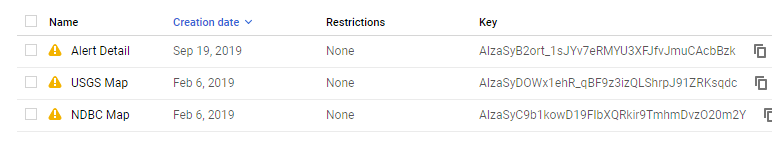 Name Creation date Restrictions Key
Alert Detail Sep 19, 2019 None AIzaSyB2ort_1sJYv7eRMYU3XFJfvJmuCAcbBzk
USGS Map Feb 6, 2019 None AIzaSyDOWx1ehR_qBF9z3izQLShrpJ91ZRKsqdc
NDBC Map Feb 6, 2019 None AIzaSyC9b1kowD19FIbXQRkir9TmhmDvzO20m2Y